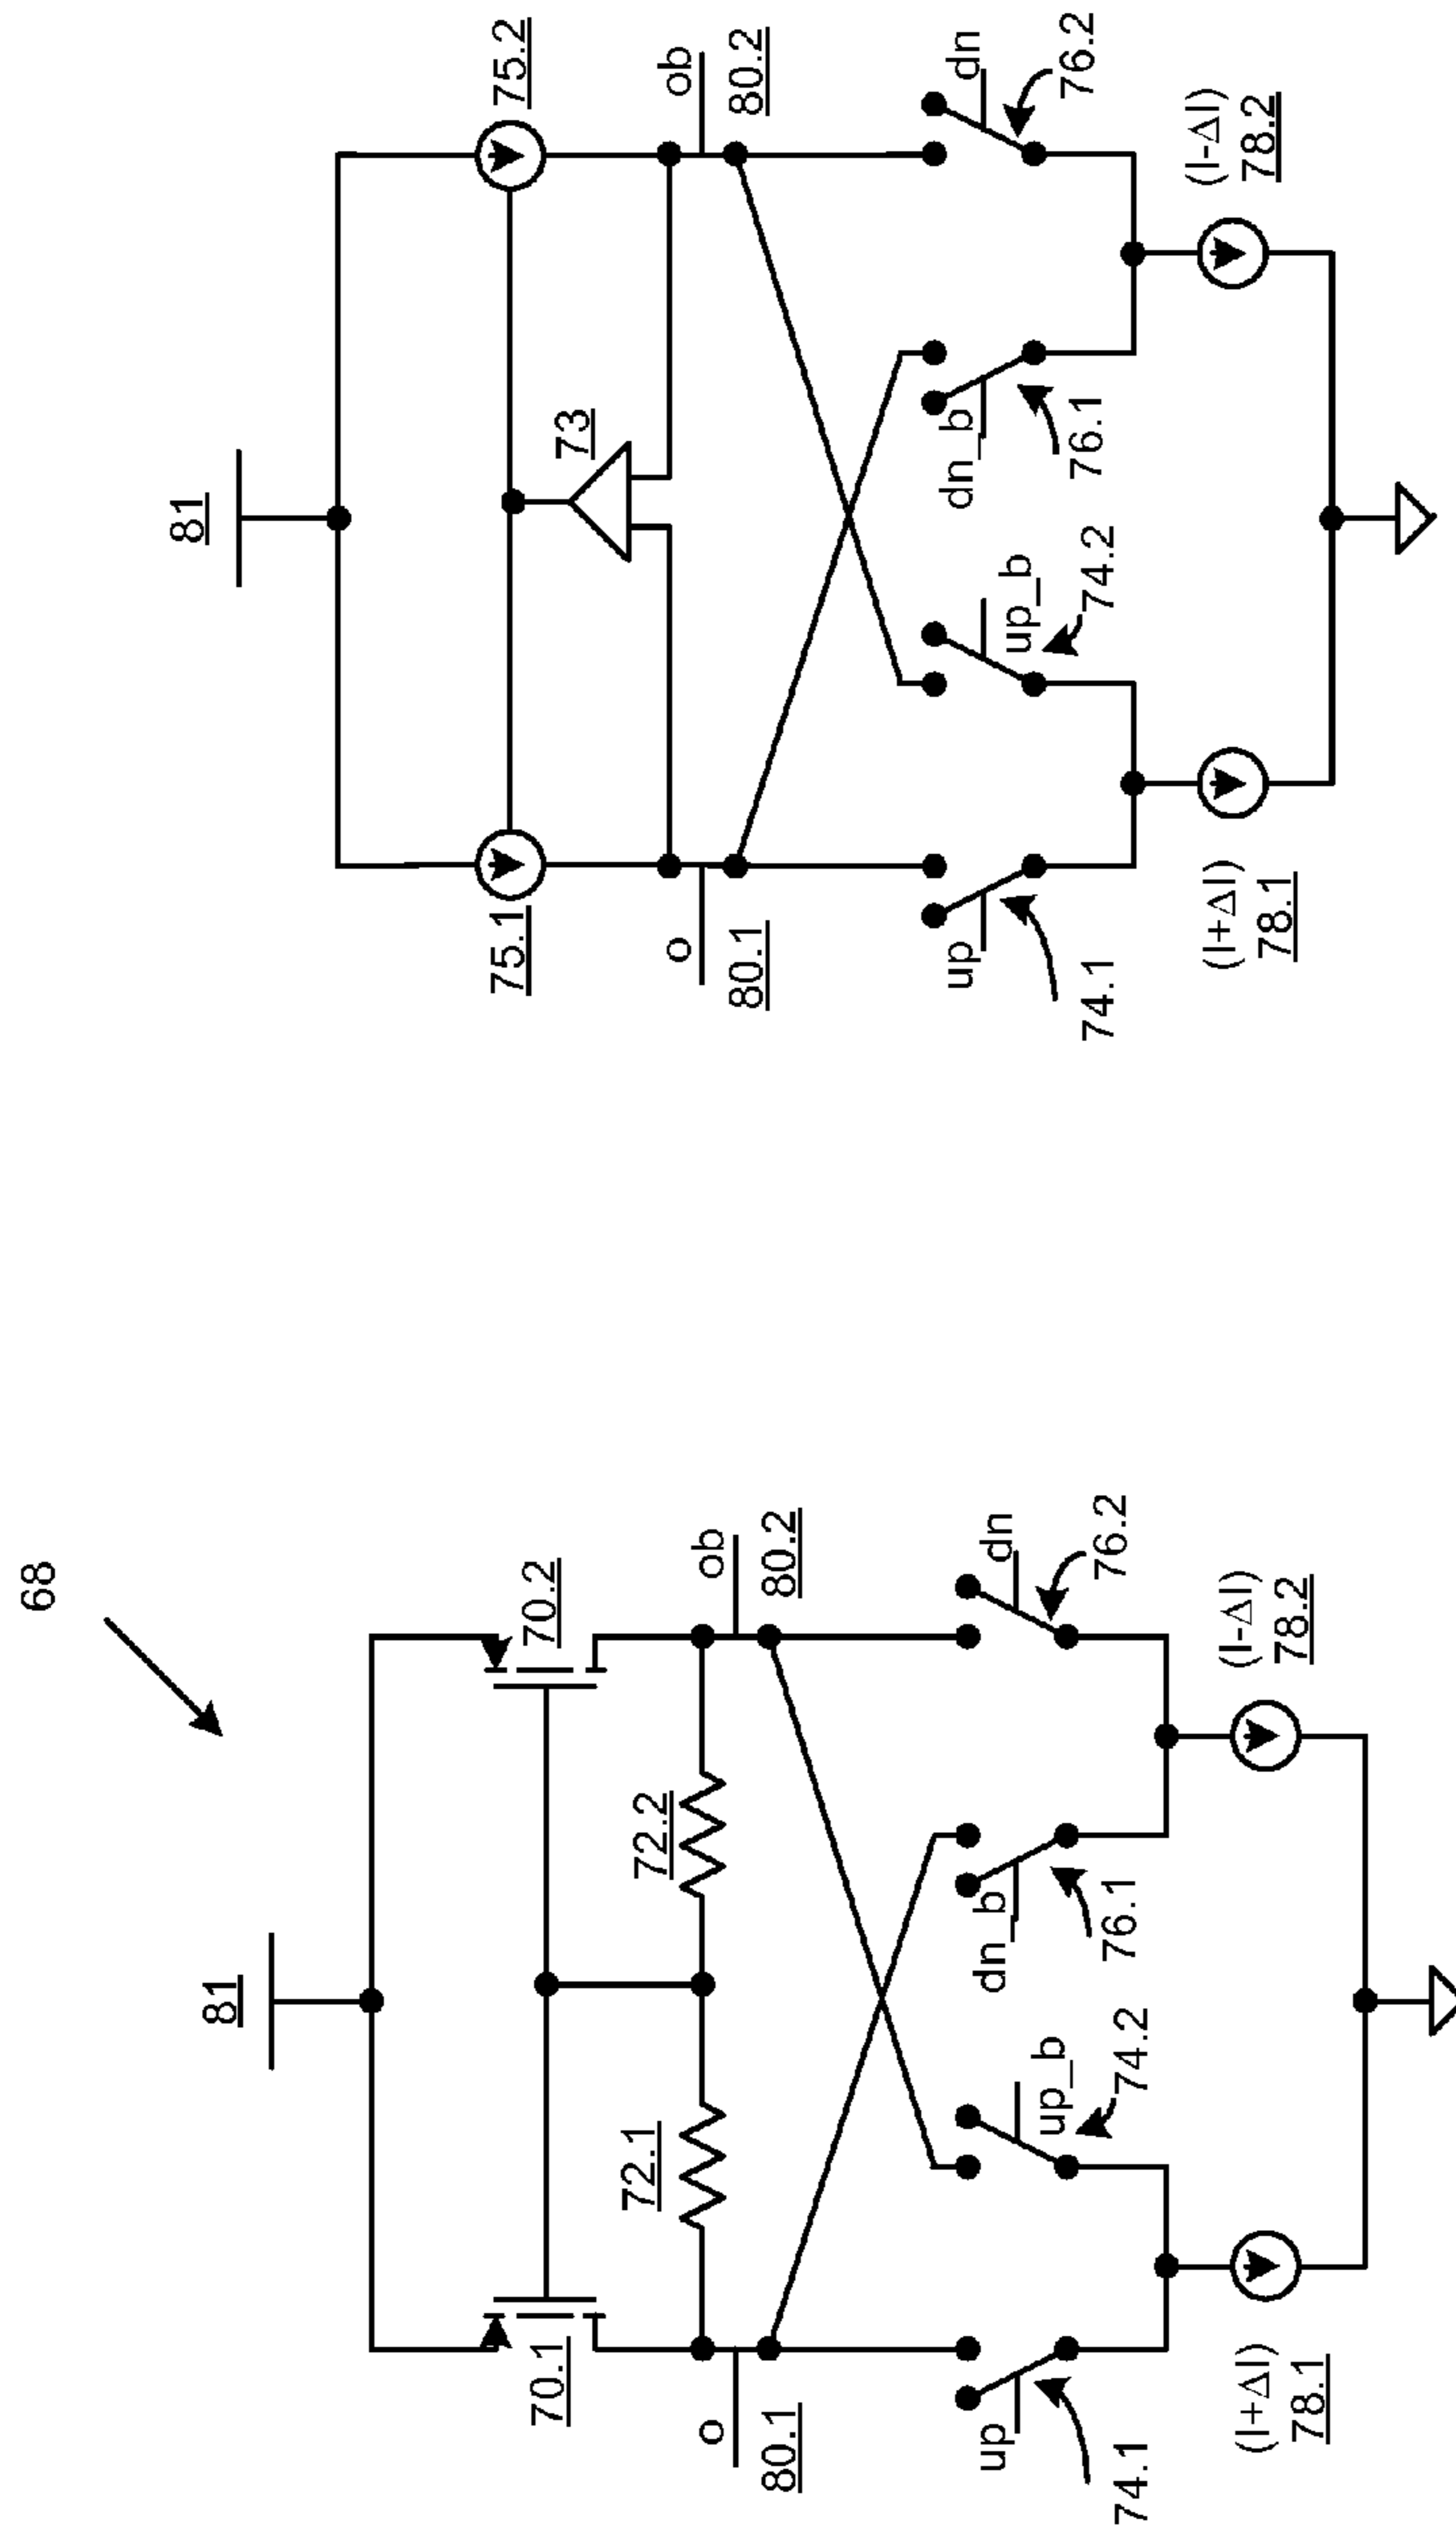 68
81
70.1
70.2
72.1
72.2
o
80.1
ob
80.2
up
74.1
up_b
74.2
dn_b
76.1
dn
76.2
(I+ΔI)
78.1
(I-ΔI)
78.2
81
75.1
75.2
73
o
80.1
ob
80.2
up
74.1
up_b
74.2
dn_b
76.1
dn
76.2
(I+ΔI)
78.1
(I-ΔI)
78.2